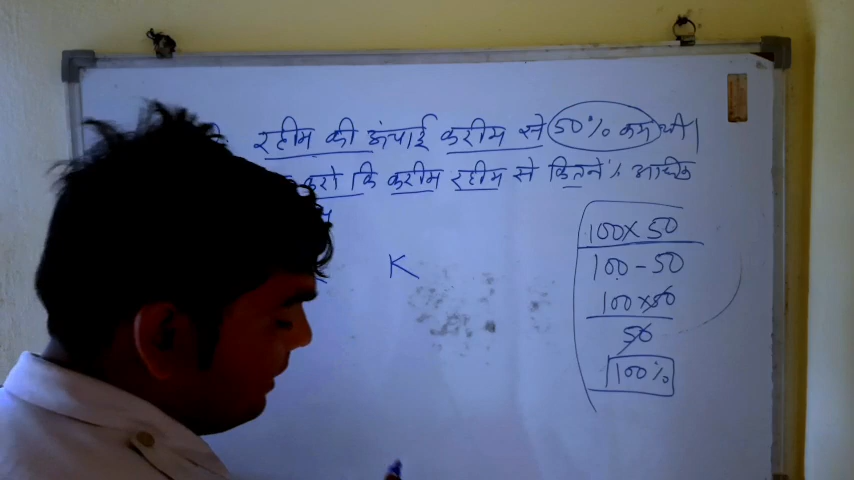 रहीम की ऊंचाई करीम से 50% कम थी।
करो कि करीम रहीम से कितने % अधिक
K
100 × 50
100 - 50
100 × 50
50
100%